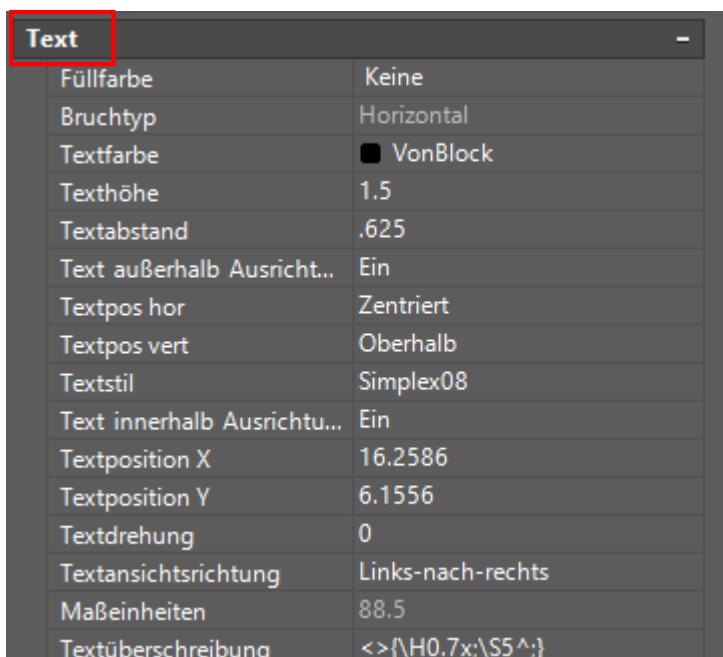 Text
Füllfarbe Keine
Bruchtyp Horizontal
Textfarbe VonBlock
Texthöhe 1.5
Textabstand .625
Text außerhalb Ausricht... Ein
Textpos hor Zentriert
Textpos vert Oberhalb
Textstil Simplex08
Text innerhalb Ausrichtu... Ein
Textposition X 16.2586
Textposition Y 6.1556
Textdrehung 0
Textansichtsrichtung Links-nach-rechts
Maßeinheiten 88.5
Textüberschreibung <>{\H0.7x;\S5^;}